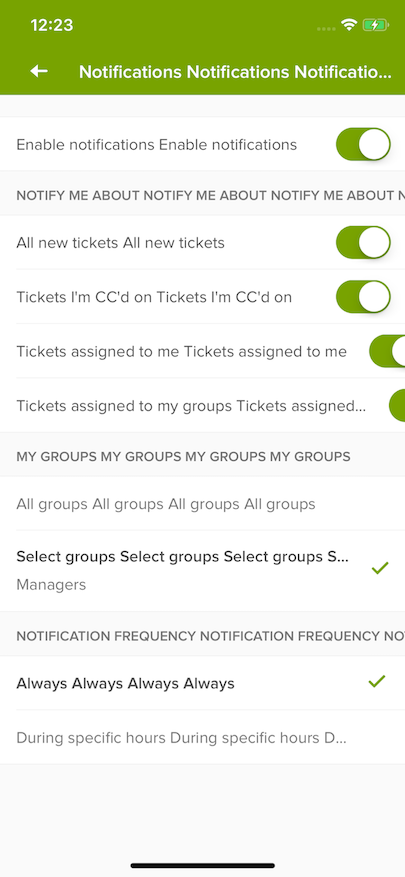 12:23
Notifications Notifications Notificatio...
Enable notifications Enable notifications
NOTIFY ME ABOUT NOTIFY ME ABOUT NOTIFY ME ABOUT N
All new tickets All new tickets
Tickets I'm CC'd on Tickets I'm CC'd on
Tickets assigned to me Tickets assigned to me
Tickets assigned to my groups Tickets assigned...
MY GROUPS MY GROUPS MY GROUPS MY GROUPS
All groups All groups All groups All groups
Select groups Select groups Select groups S...
Managers
NOTIFICATION FREQUENCY NOTIFICATION FREQUENCY NO
Always Always Always Always
During specific hours During specific hours D...